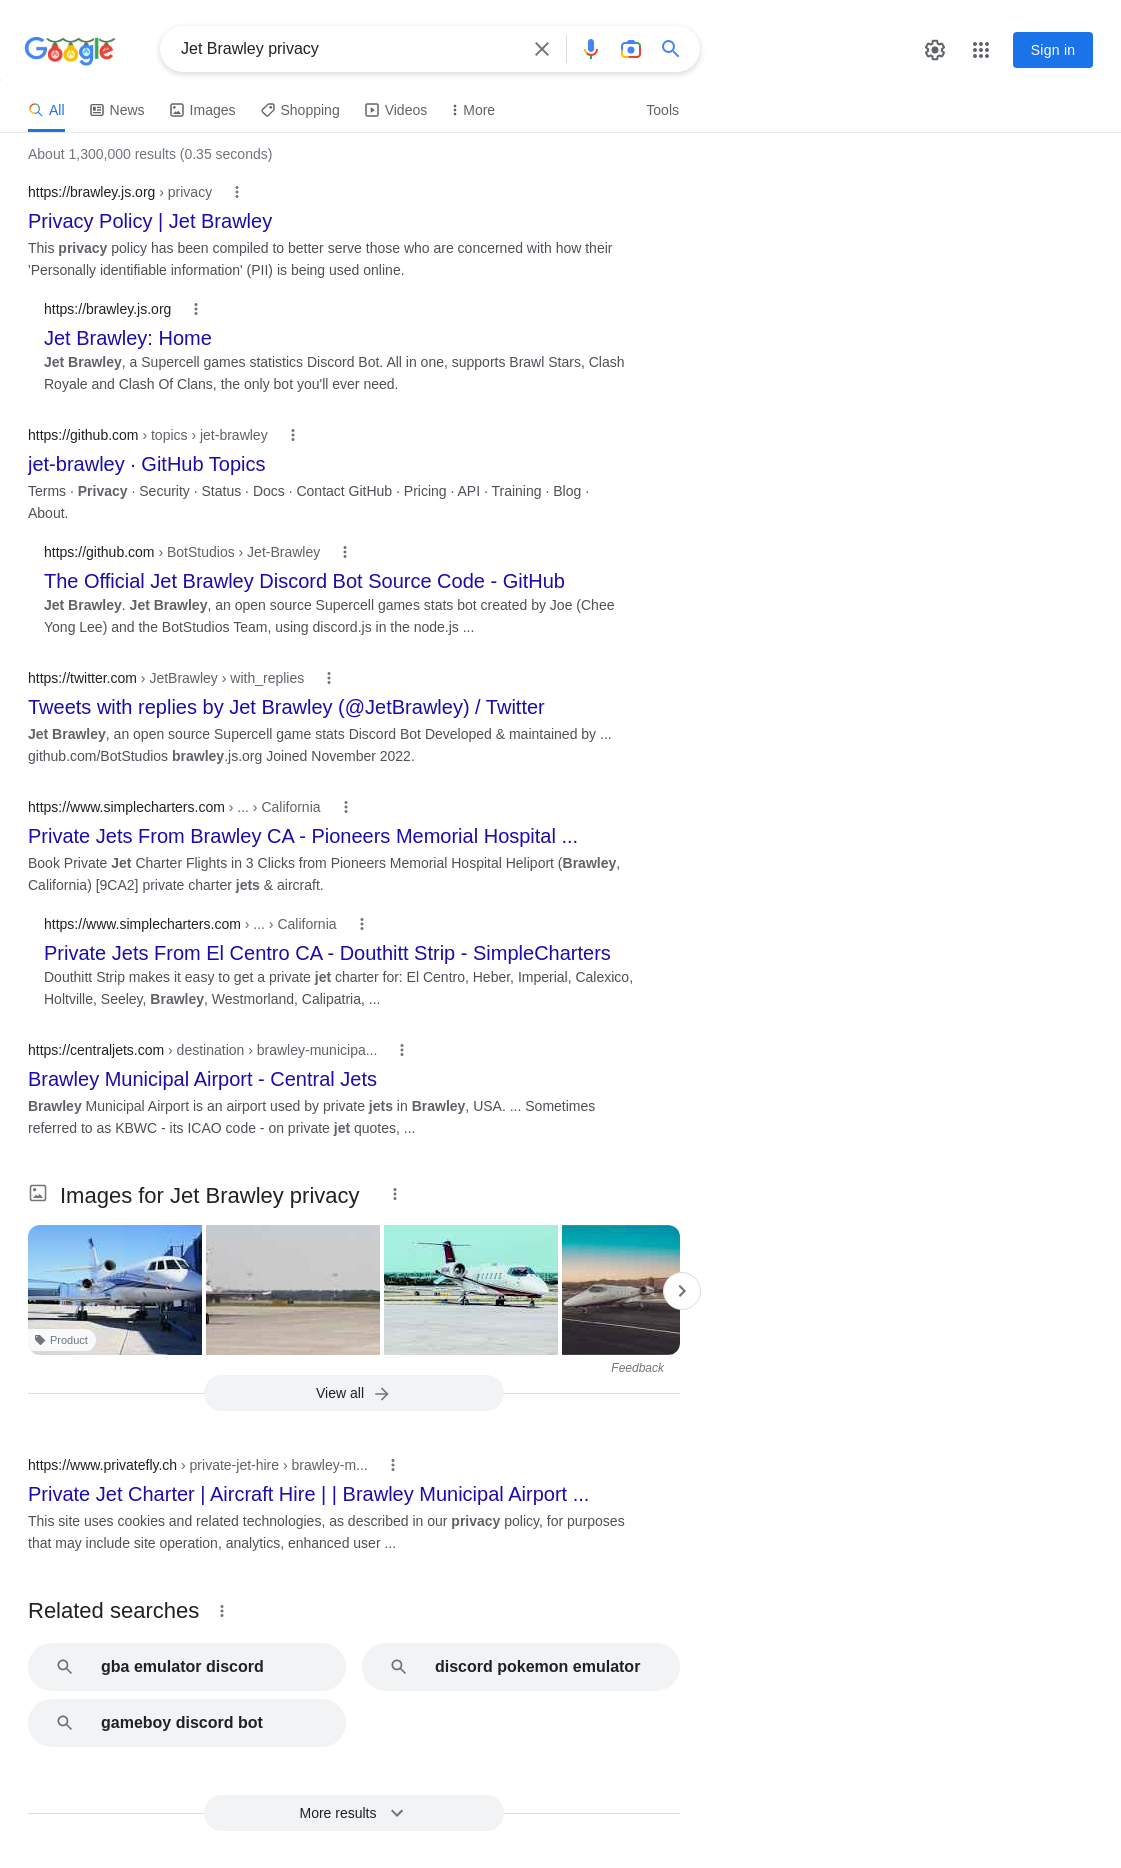 Google
Jet Brawley privacy
Sign in
All
News
Images
Shopping
Videos
More
Tools
About 1,300,000 results (0.35 seconds)
https://brawley.js.org › privacy
Privacy Policy | Jet Brawley
This privacy policy has been compiled to better serve those who are concerned with how their
'Personally identifiable information' (PII) is being used online.
https://brawley.js.org
Jet Brawley: Home
Jet Brawley, a Supercell games statistics Discord Bot. All in one, supports Brawl Stars, Clash
Royale and Clash Of Clans, the only bot you'll ever need.
https://github.com › topics › jet-brawley
jet-brawley · GitHub Topics
Terms · Privacy · Security · Status · Docs · Contact GitHub · Pricing · API · Training · Blog ·
About.
https://github.com › BotStudios › Jet-Brawley
The Official Jet Brawley Discord Bot Source Code - GitHub
Jet Brawley. Jet Brawley, an open source Supercell games stats bot created by Joe (Chee
Yong Lee) and the BotStudios Team, using discord.js in the node.js ...
https://twitter.com › JetBrawley › with_replies
Tweets with replies by Jet Brawley (@JetBrawley) / Twitter
Jet Brawley, an open source Supercell game stats Discord Bot Developed & maintained by ...
github.com/BotStudios brawley.js.org Joined November 2022.
https://www.simplecharters.com › ... › California
Private Jets From Brawley CA - Pioneers Memorial Hospital ...
Book Private Jet Charter Flights in 3 Clicks from Pioneers Memorial Hospital Heliport (Brawley,
California) [9CA2] private charter jets & aircraft.
https://www.simplecharters.com › ... › California
Private Jets From El Centro CA - Douthitt Strip - SimpleCharters
Douthitt Strip makes it easy to get a private jet charter for: El Centro, Heber, Imperial, Calexico,
Holtville, Seeley, Brawley, Westmorland, Calipatria, ...
https://centraljets.com › destination › brawley-municipa...
Brawley Municipal Airport - Central Jets
Brawley Municipal Airport is an airport used by private jets in Brawley, USA. ... Sometimes
referred to as KBWC - its ICAO code - on private jet quotes, ...
Images for Jet Brawley privacy
Product
Feedback
View all
https://www.privatefly.ch › private-jet-hire › brawley-m...
Private Jet Charter | Aircraft Hire | | Brawley Municipal Airport ...
This site uses cookies and related technologies, as described in our privacy policy, for purposes
that may include site operation, analytics, enhanced user ...
Related searches
gba emulator discord
discord pokemon emulator
gameboy discord bot
More results